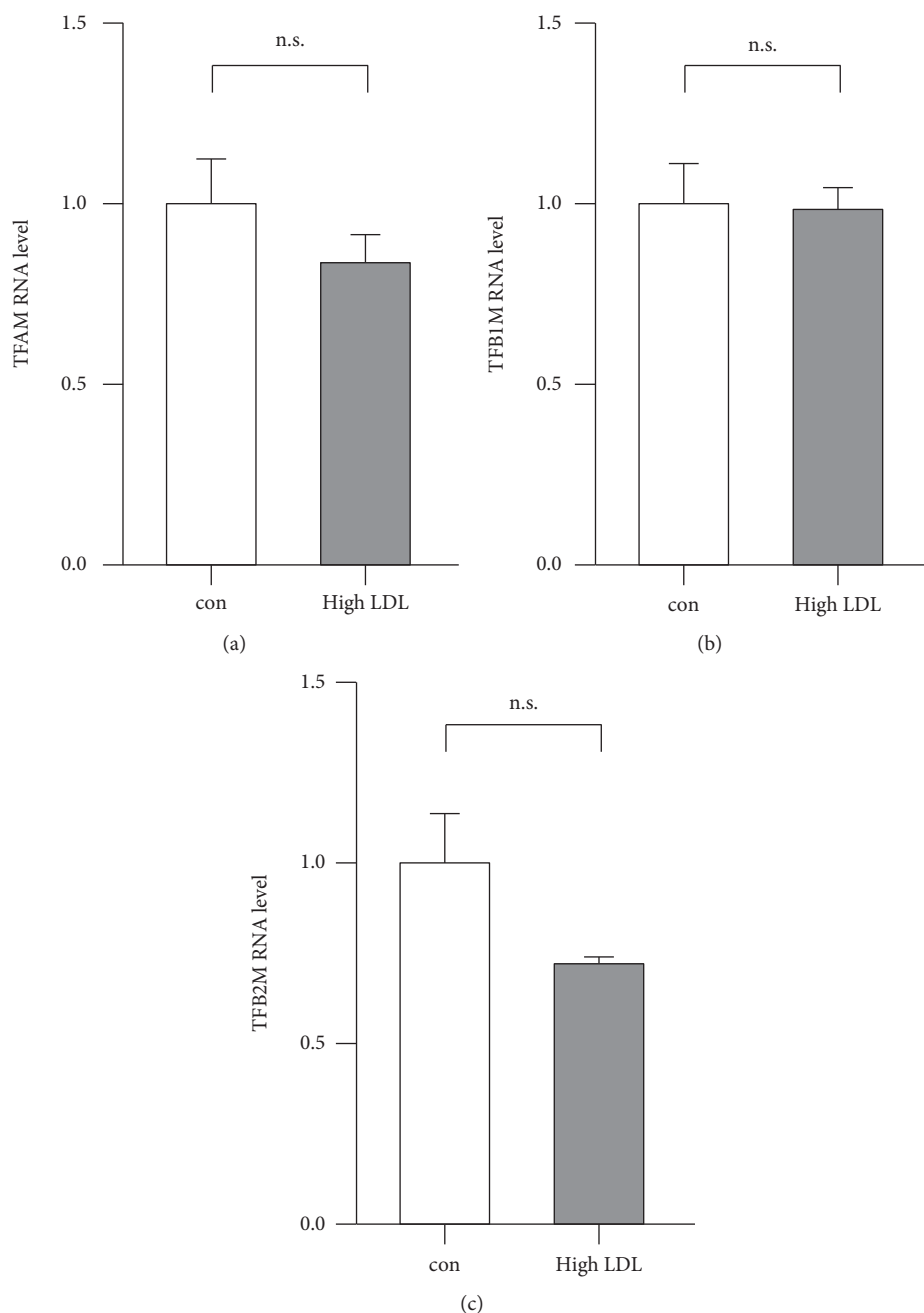 1.5
n.s.
1.0
0.5
0.0
TFAM RNA level
con
High LDL
(a)
1.5
n.s.
1.0
0.5
0.0
TFB1M RNA level
con
High LDL
(b)
1.5
n.s.
1.0
0.5
0.0
TFB2M RNA level
con
High LDL
(c)